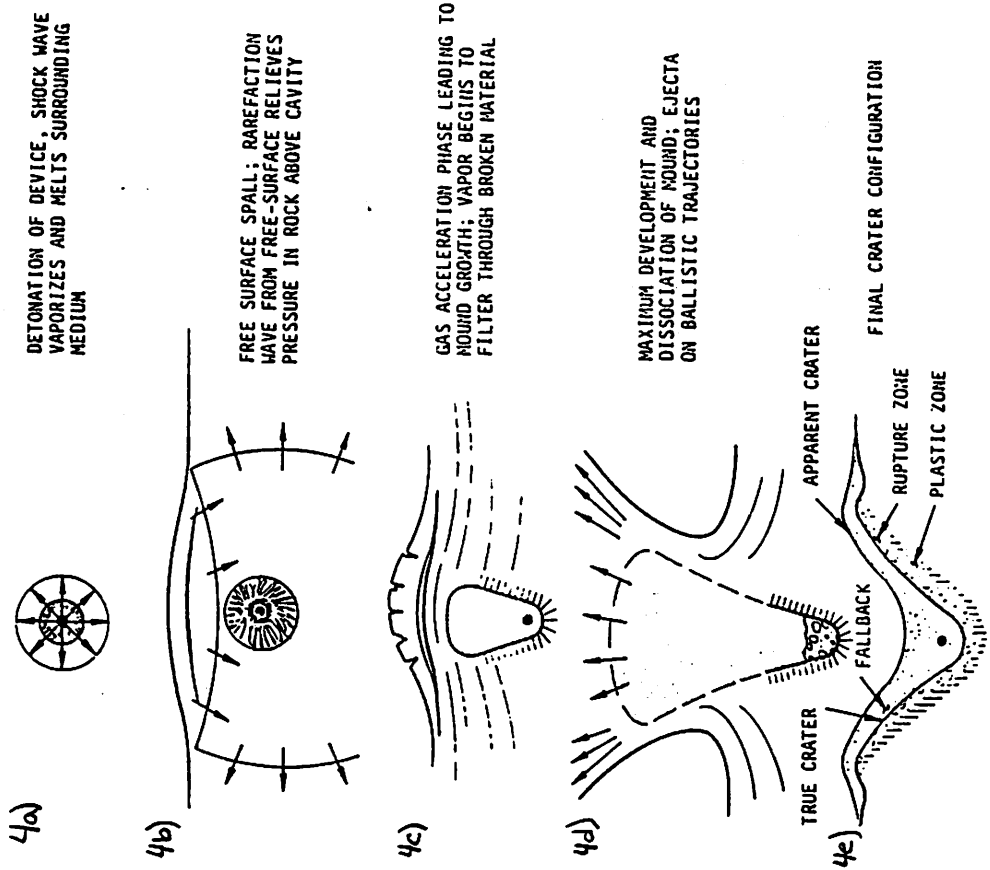 4a)
DETONATION OF DEVICE, SHOCK WAVE
VAPORIZES AND MELTS SURROUNDING
MEDIUM
4b)
FREE SURFACE SPALL; RAREFACTION
WAVE FROM FREE-SURFACE RELIEVES
PRESSURE IN ROCK ABOVE CAVITY
4c)
GAS ACCELERATION PHASE LEADING TO
MOUND GROWTH; VAPOR BEGINS TO
FILTER THROUGH BROKEN MATERIAL
4d)
MAXIMUM DEVELOPMENT AND
DISSOCIATION OF MOUND; EJECTA
ON BALLISTIC TRAJECTORIES
4e)
TRUE CRATER
FALLBACK
APPARENT CRATER
RUPTURE ZONE
PLASTIC ZONE
FINAL CRATER CONFIGURATION